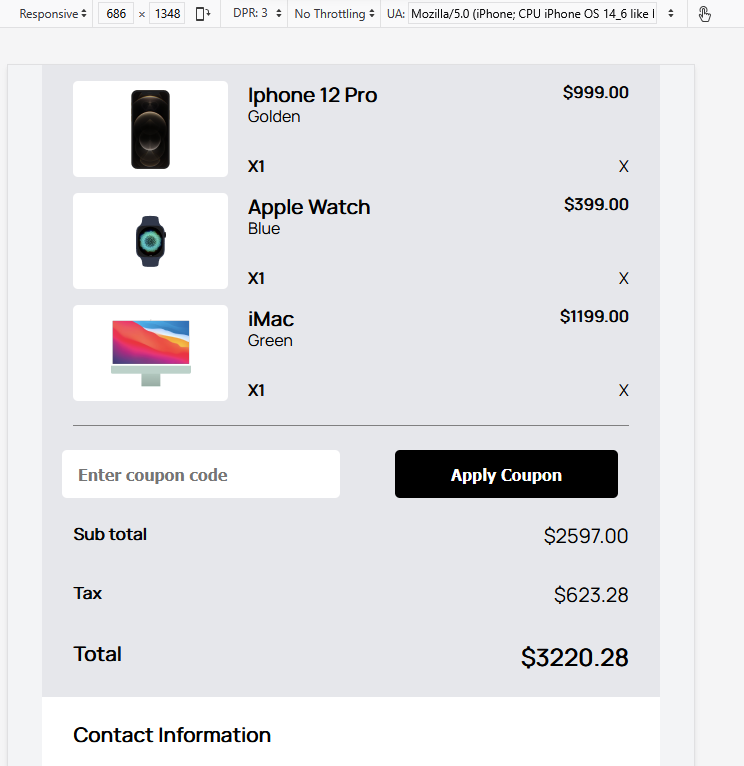 Responsive 686 × 1348 DPR: 3 No Throttling UA: Mozilla/5.0 (iPhone; CPU iPhone OS 14_6 like
Iphone 12 Pro $999.00
Golden
X1 X
Apple Watch $399.00
Blue
X1 X
iMac $1199.00
Green
X1 X
Enter coupon code Apply Coupon
Sub total $2597.00
Tax $623.28
Total $3220.28
Contact Information